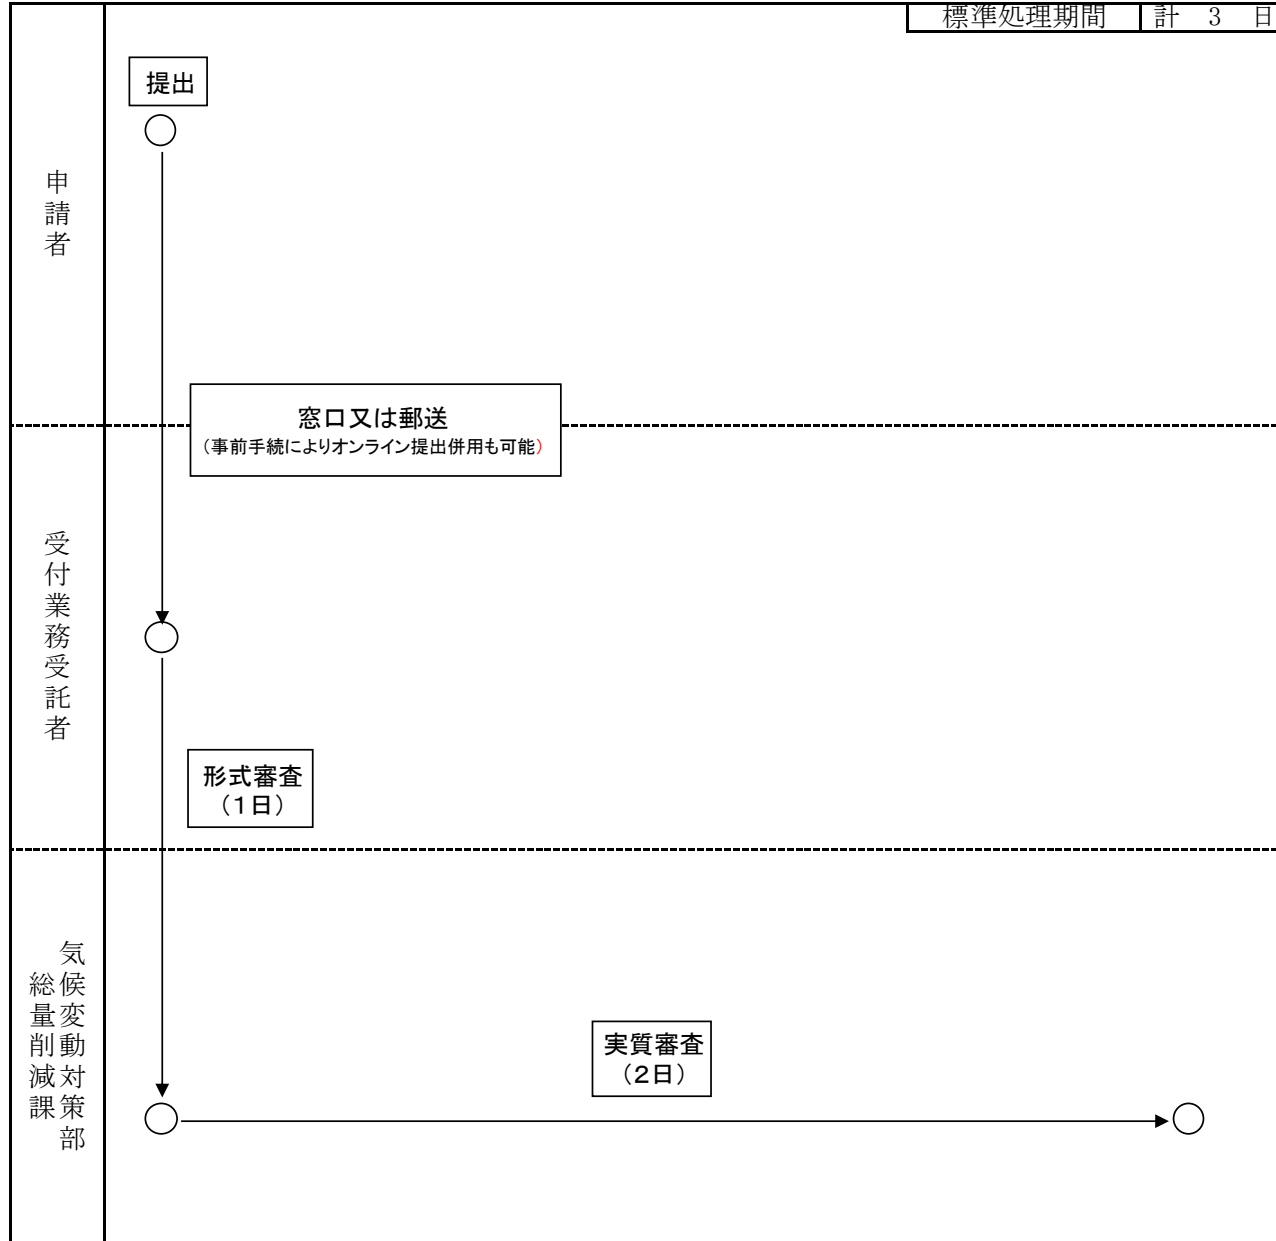 標準処理期間 計 3 日
提出
申請者
窓口又は郵送
（事前手続によりオンライン提出併用も可能）
受付業務受託者
形式審査
（1日）
気候変動対策部
総量削減課
実質審査
（2日）